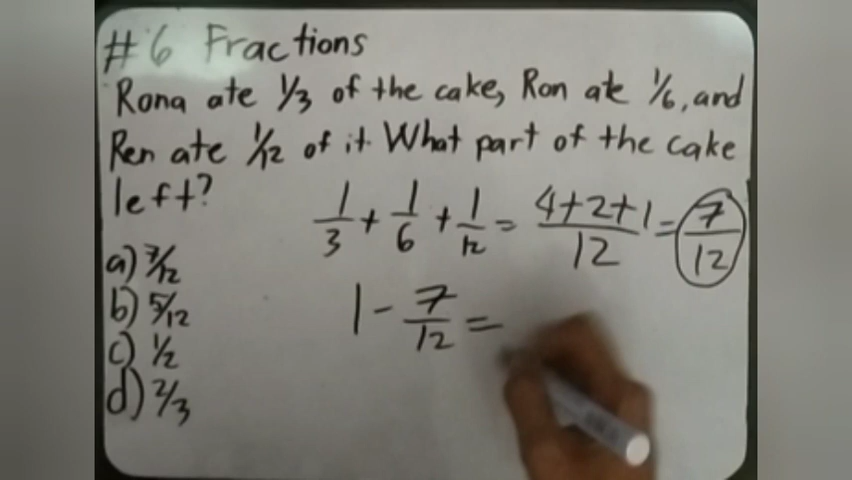 #6 Fractions
Rona ate 1/3 of the cake, Ron ate 1/6, and
Ren ate 1/12 of it. What part of the cake
left?
1/3 + 1/6 + 1/12 = 4+2+1/12 = 7/12
a) 7/12
b) 5/12
c) 1/2
d) 2/3
1 - 7/12 =